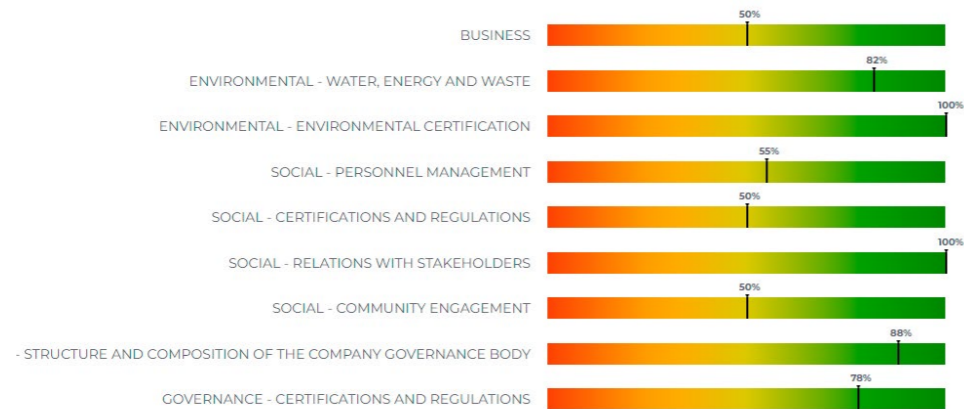 50%
BUSINESS
82%
ENVIRONMENTAL - WATER, ENERGY AND WASTE
100%
ENVIRONMENTAL - ENVIRONMENTAL CERTIFICATION
55%
SOCIAL - PERSONNEL MANAGEMENT
50%
SOCIAL - CERTIFICATIONS AND REGULATIONS
100%
SOCIAL - RELATIONS WITH STAKEHOLDERS
50%
SOCIAL - COMMUNITY ENGAGEMENT
88%
- STRUCTURE AND COMPOSITION OF THE COMPANY GOVERNANCE BODY
78%
GOVERNANCE - CERTIFICATIONS AND REGULATIONS